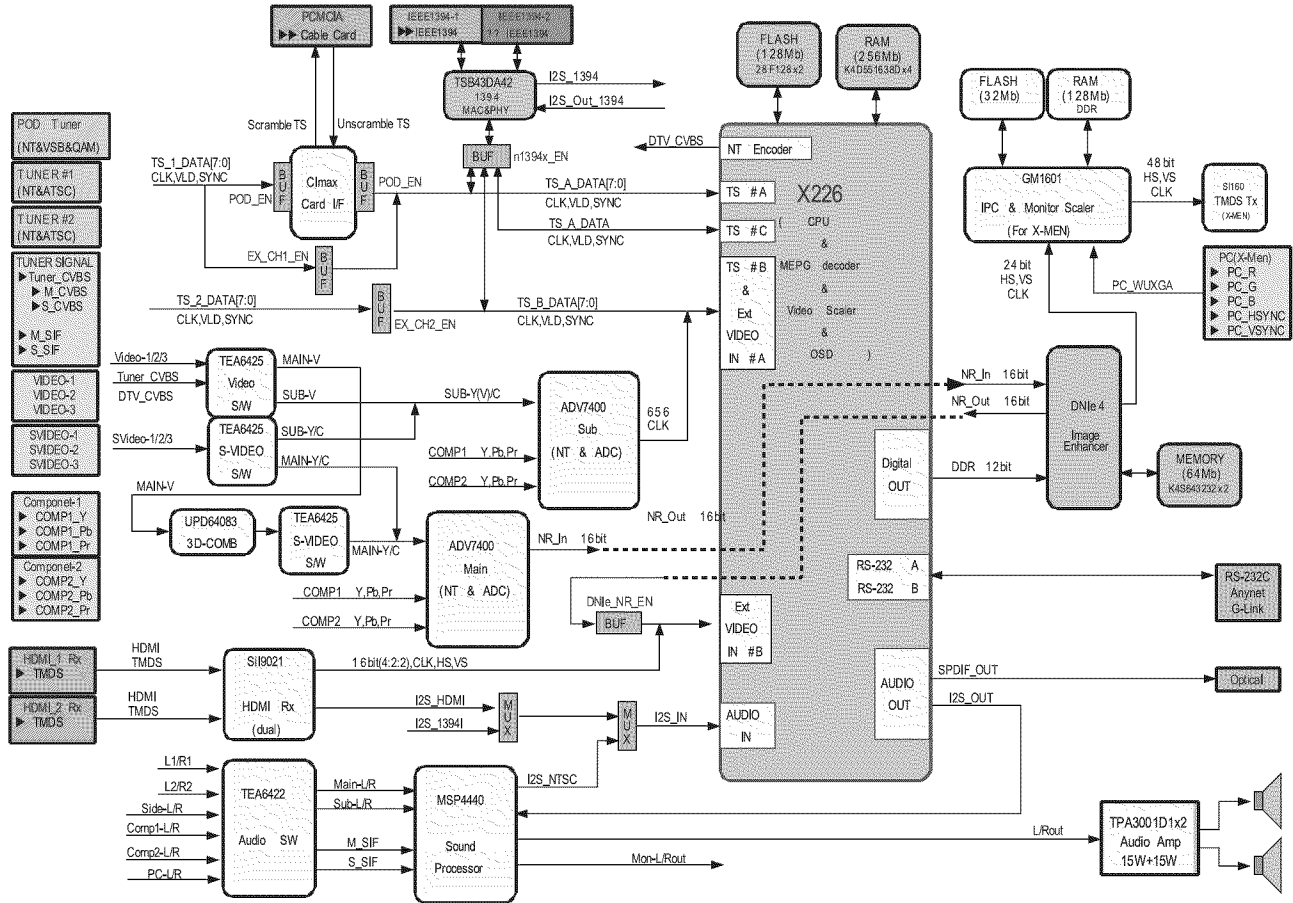 PCMCIA
▶▶ Cable Card
IEEE1394-1
▶▶ IEEE1394
IEEE1394-2
?? IEEE1394
TSB43DA42
1394
MAC&PHY
I2S_1394
I2S_Out_1394
BUF
n1394x_EN
Scramble TS
Unscramble TS
POD Tuner
(NT&VSB&QAM)
TUNER #1
(NT&ATSC)
TUNER #2
(NT&ATSC)
TUNER SIGNAL
▶ Tuner_CVBS
▶ M_CVBS
▶ S_CVBS
▶ M_SIF
▶ S_SIF
VIDEO-1
VIDEO-2
VIDEO-3
SVIDEO-1
SVIDEO-2
SVIDEO-3
Componet-1
▶ COMP1_Y
▶ COMP1_Pb
▶ COMP1_Pr
Componet-2
▶ COMP2_Y
▶ COMP2_Pb
▶ COMP2_Pr
HDMI_1 Rx
▶ TMDS
HDMI_2 Rx
▶ TMDS
TS_1_DATA[7:0]
CLK,VLD,SYNC
POD_EN
BUF
CImax
Card I/F
BUF
POD_EN
EX_CH1_EN
BUF
TS_2_DATA[7:0]
CLK,VLD,SYNC
BUF
EX_CH2_EN
TS_A_DATA[7:0]
CLK,VLD,SYNC
TS_A_DATA
CLK,VLD,SYNC
TS_B_DATA[7:0]
CLK,VLD,SYNC
DTV_CVBS
Video-1/2/3
Tuner_CVBS
DTV_CVBS
TEA6425
Video
S/W
MAIN-V
SUB-V
SVideo-1/2/3
TEA6425
S-VIDEO
S/W
SUB-Y/C
MAIN-Y/C
SUB-Y(V)/C
COMP1 Y,Pb,Pr
COMP2 Y,Pb,Pr
ADV7400
Sub
(NT & ADC)
656
CLK
MAIN-V
UPD64083
3D-COMB
TEA6425
S-VIDEO
S/W
MAIN-Y/C
COMP1 Y,Pb,Pr
COMP2 Y,Pb,Pr
ADV7400
Main
(NT & ADC)
NR_Out 16bit
NR_In 16bit
DNIe_NR_EN
BUF
HDMI
TMDS
HDMI
TMDS
SiI9021
HDMI Rx
(dual)
16bit(4:2:2),CLK,HS,VS
I2S_HDMI
I2S_1394I
MUX
MUX
I2S_IN
I2S_NTSC
L1/R1
L2/R2
Side-L/R
Comp1-L/R
Comp2-L/R
PC-L/R
TEA6422
Audio SW
Main-L/R
Sub-L/R
M_SIF
S_SIF
MSP4440
Sound
Processor
Mon-L/Rout
L/Rout
FLASH
(128Mb)
28F128x2
RAM
(256Mb)
K4D551638Dx4
NT Encoder
TS #A
TS #C
TS #B
&
Ext
VIDEO
IN #A
X226
( CPU
&
MEPG decoder
&
Video Scaler
&
OSD )
Digital
OUT
RS-232 A
RS-232 B
Ext
VIDEO
IN #B
AUDIO
OUT
AUDIO
IN
FLASH
(32Mb)
RAM
(128Mb)
DDR
GM1601
IPC & Monitor Scaler
(For X-MEN)
48bit
HS,VS
CLK
SI160
TMDS Tx
(X-MEN)
24bit
HS,VS
CLK
PC_WUXGA
PC(X-Men)
▶ PC_R
▶ PC_G
▶ PC_B
▶ PC_HSYNC
▶ PC_VSYNC
NR_In 16bit
NR_Out 16bit
DNIe 4
Image
Enhancer
DDR 12bit
MEMORY
(64Mb)
K4S643232x2
RS-232C
Anynet
G-Link
SPDIF_OUT
I2S_OUT
Optical
TPA3001D1x2
Audio Amp
15W+15W